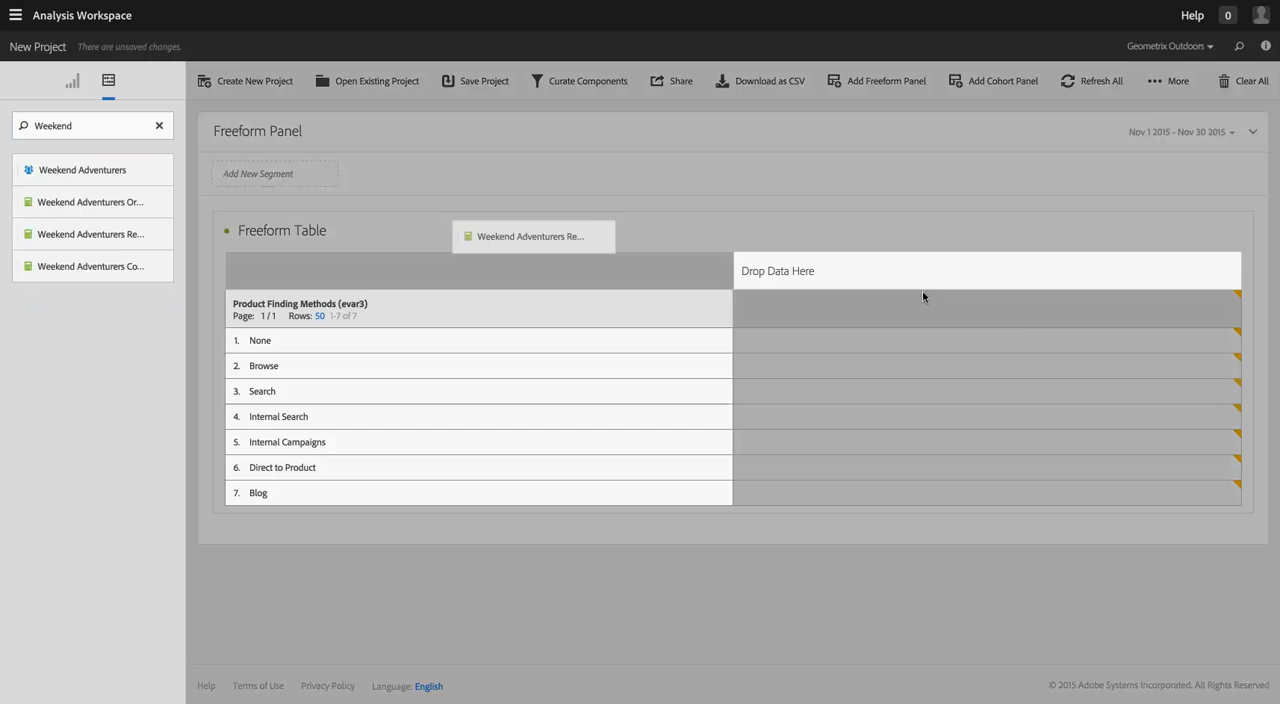 Analysis Workspace
Help 0
New Project There are unsaved changes.
Geometrix Outdoors
Create New Project Open Existing Project Save Project Curate Components Share Download as CSV Add Freeform Panel Add Cohort Panel Refresh All More Clear All
Weekend
Weekend Adventurers
Weekend Adventurers Or...
Weekend Adventurers Re...
Weekend Adventurers Co...
Freeform Panel
Nov 1 2015 - Nov 30 2015
Add New Segment
Freeform Table
Weekend Adventurers Re...
Drop Data Here
Product Finding Methods (evar3)
Page: 1 / 1 Rows: 50 1-7 of 7
1. None
2. Browse
3. Search
4. Internal Search
5. Internal Campaigns
6. Direct to Product
7. Blog
Help Terms of Use Privacy Policy Language: English
© 2015 Adobe Systems Incorporated. All Rights Reserved